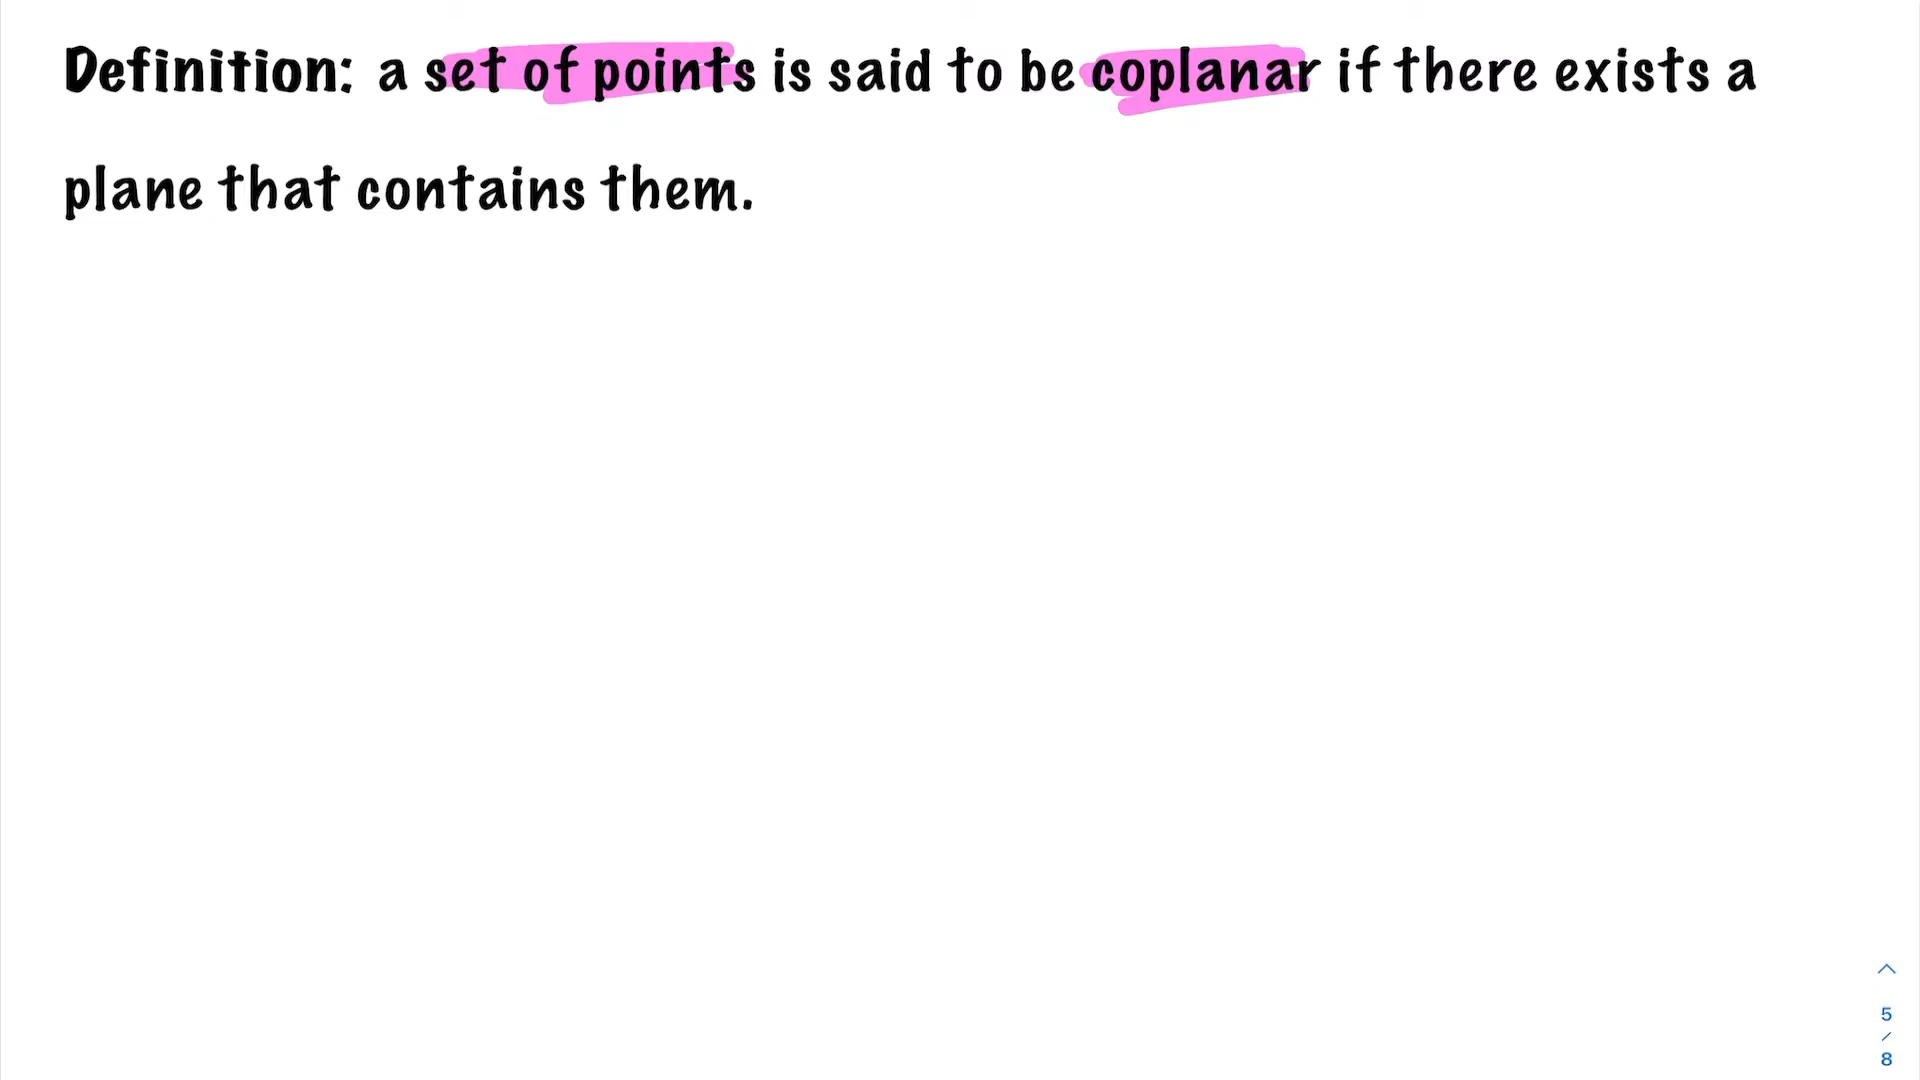 Definition: a set of points is said to be coplanar if there exists a
plane that contains them.
5
/
8